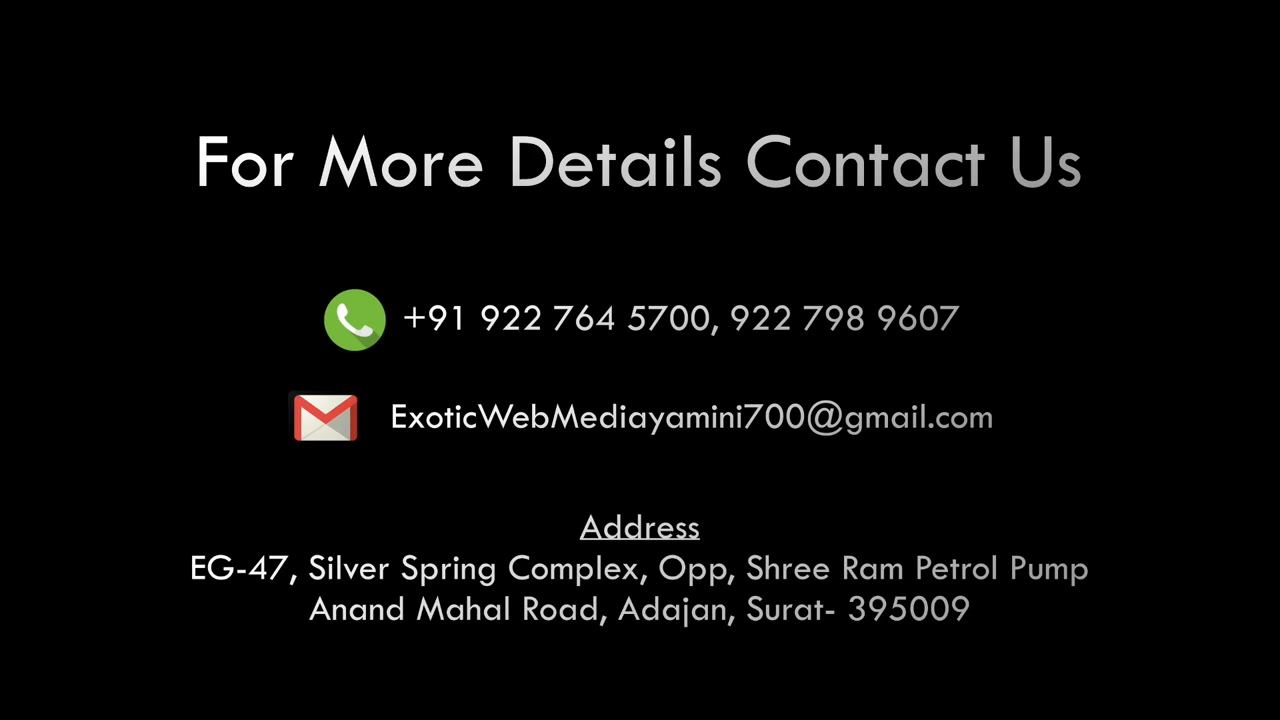 For More Details Contact Us
+91 922 764 5700, 922 798 9607
ExoticWebMediayamini700@gmail.com
Address
EG-47, Silver Spring Complex, Opp, Shree Ram Petrol Pump
Anand Mahal Road, Adajan, Surat- 395009